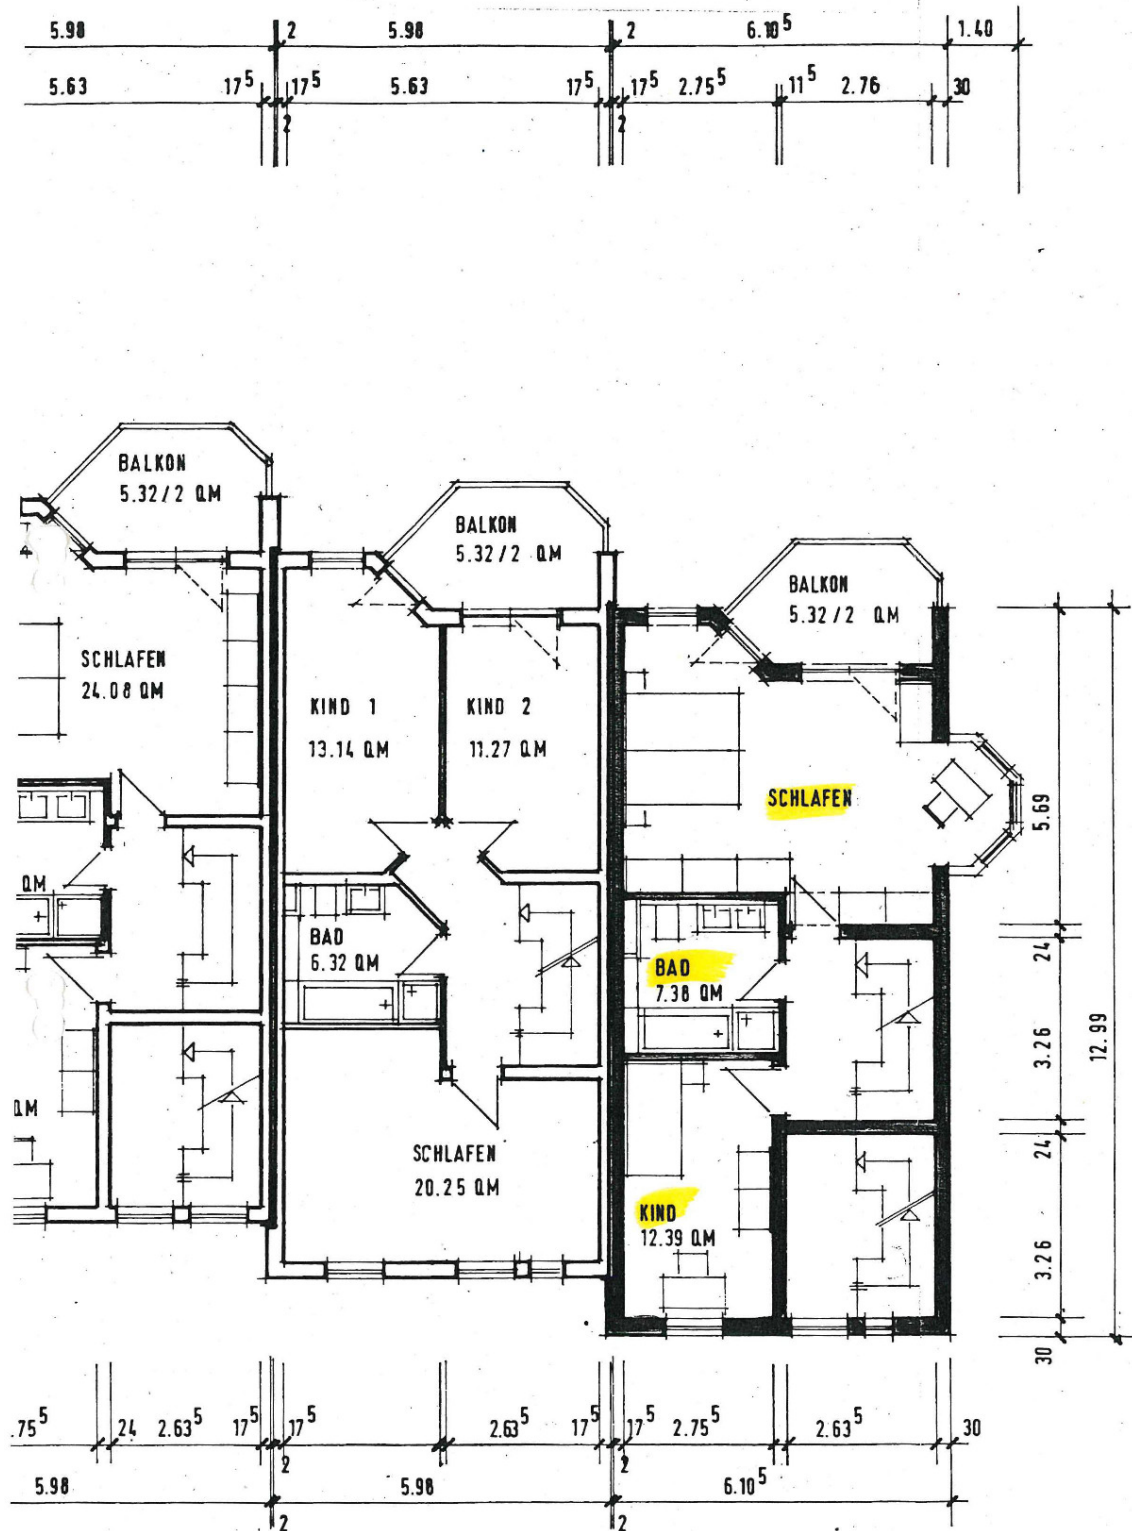 5.98 2 5.98 2 6.10⁵ 1.40
5.63 17⁵ 17⁵ 5.63 17⁵ 17⁵ 2.75⁵ 11⁵ 2.76 30
2 2
BALKON
5.32/2 QM
BALKON
5.32/2 QM
BALKON
5.32/2 QM
SCHLAFEN
24.08 QM
KIND 1
13.14 QM
KIND 2
11.27 QM
SCHLAFEN
5.69
QM
BAD
6.32 QM
BAD
7.38 QM
24
3.26
12.99
QM
24
SCHLAFEN
20.25 QM
KIND
12.39 QM
3.26
30
.75⁵ 24 2.63⁵ 17⁵ 17⁵ 2.63⁵ 17⁵ 17⁵ 2.75⁵ 2.63⁵ 30
2 2
5.98 5.98 6.10⁵
2 2